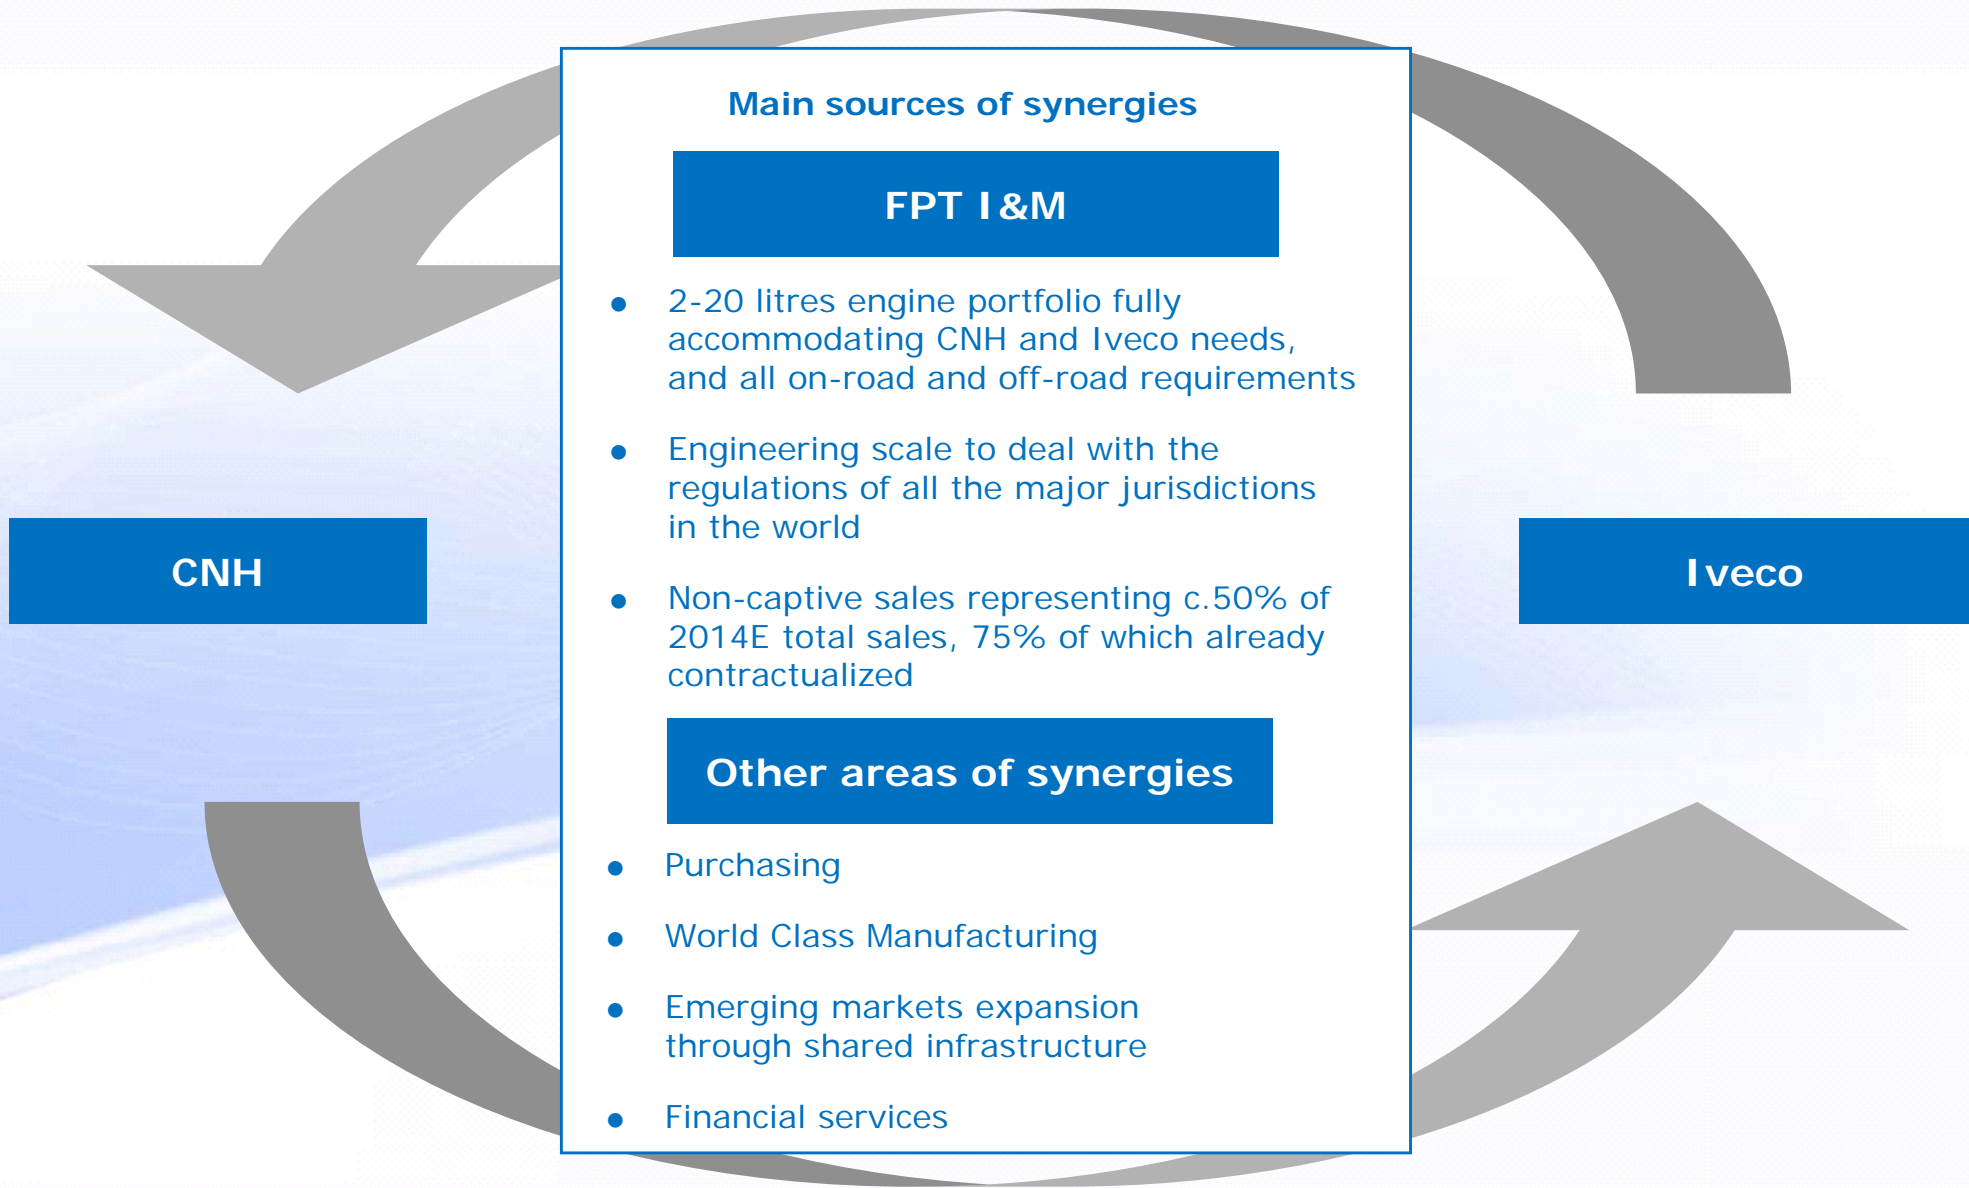 Main sources of synergies
FPT I&M
● 2-20 litres engine portfolio fully
accommodating CNH and Iveco needs,
and all on-road and off-road requirements
● Engineering scale to deal with the
regulations of all the major jurisdictions
in the world
● Non-captive sales representing c.50% of
2014E total sales, 75% of which already
contractualized
CNH
Iveco
Other areas of synergies
● Purchasing
● World Class Manufacturing
● Emerging markets expansion
through shared infrastructure
● Financial services